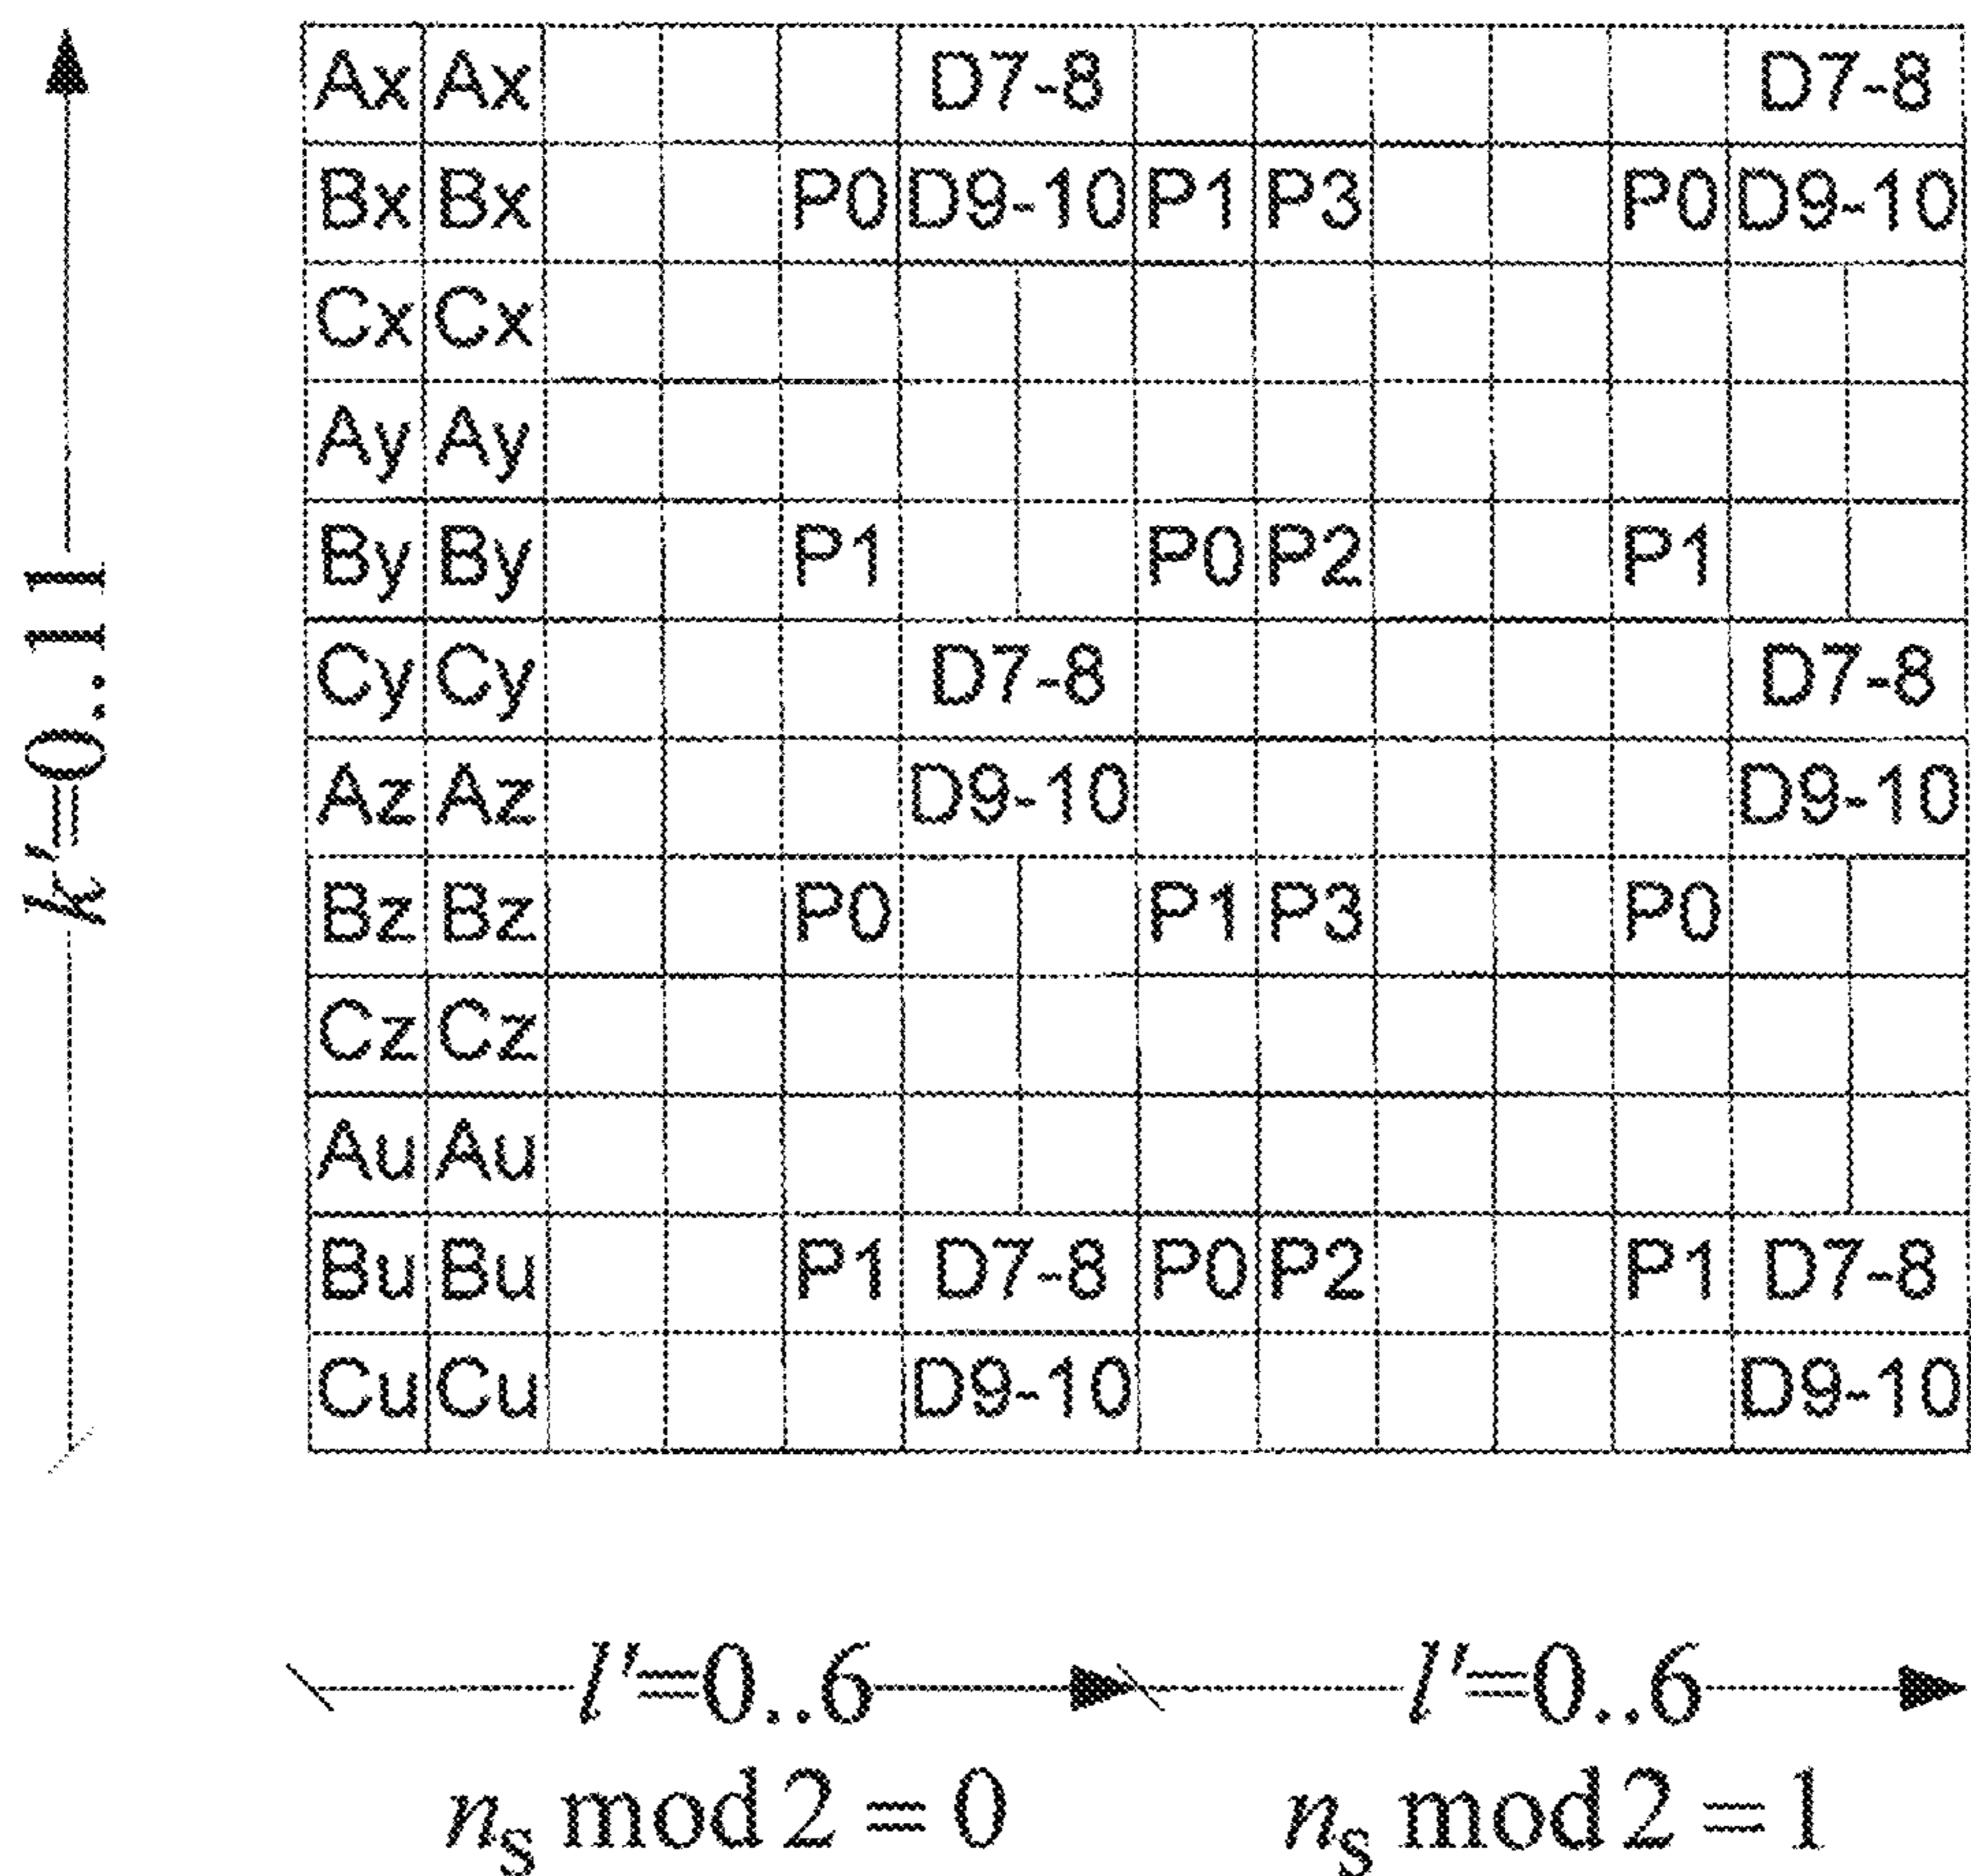 Ax Ax D7-8 D7-8
Bx Bx P0 D9-10 P1 P3 P0 D9-10
Cx Cx
Ay Ay
By By P1 P0 P2 P1
Cy Cy D7-8 D7-8
Az Az D9-10 D9-10
Bz Bz P0 P1 P3 P0
Cz Cz
Au Au
Bu Bu P1 D7-8 P0 P2 P1 D7-8
Cu Cu D9-10 D9-10
k'=0..11
l'=0..6 l'=0..6
n_s mod 2 = 0 n_s mod 2 = 1